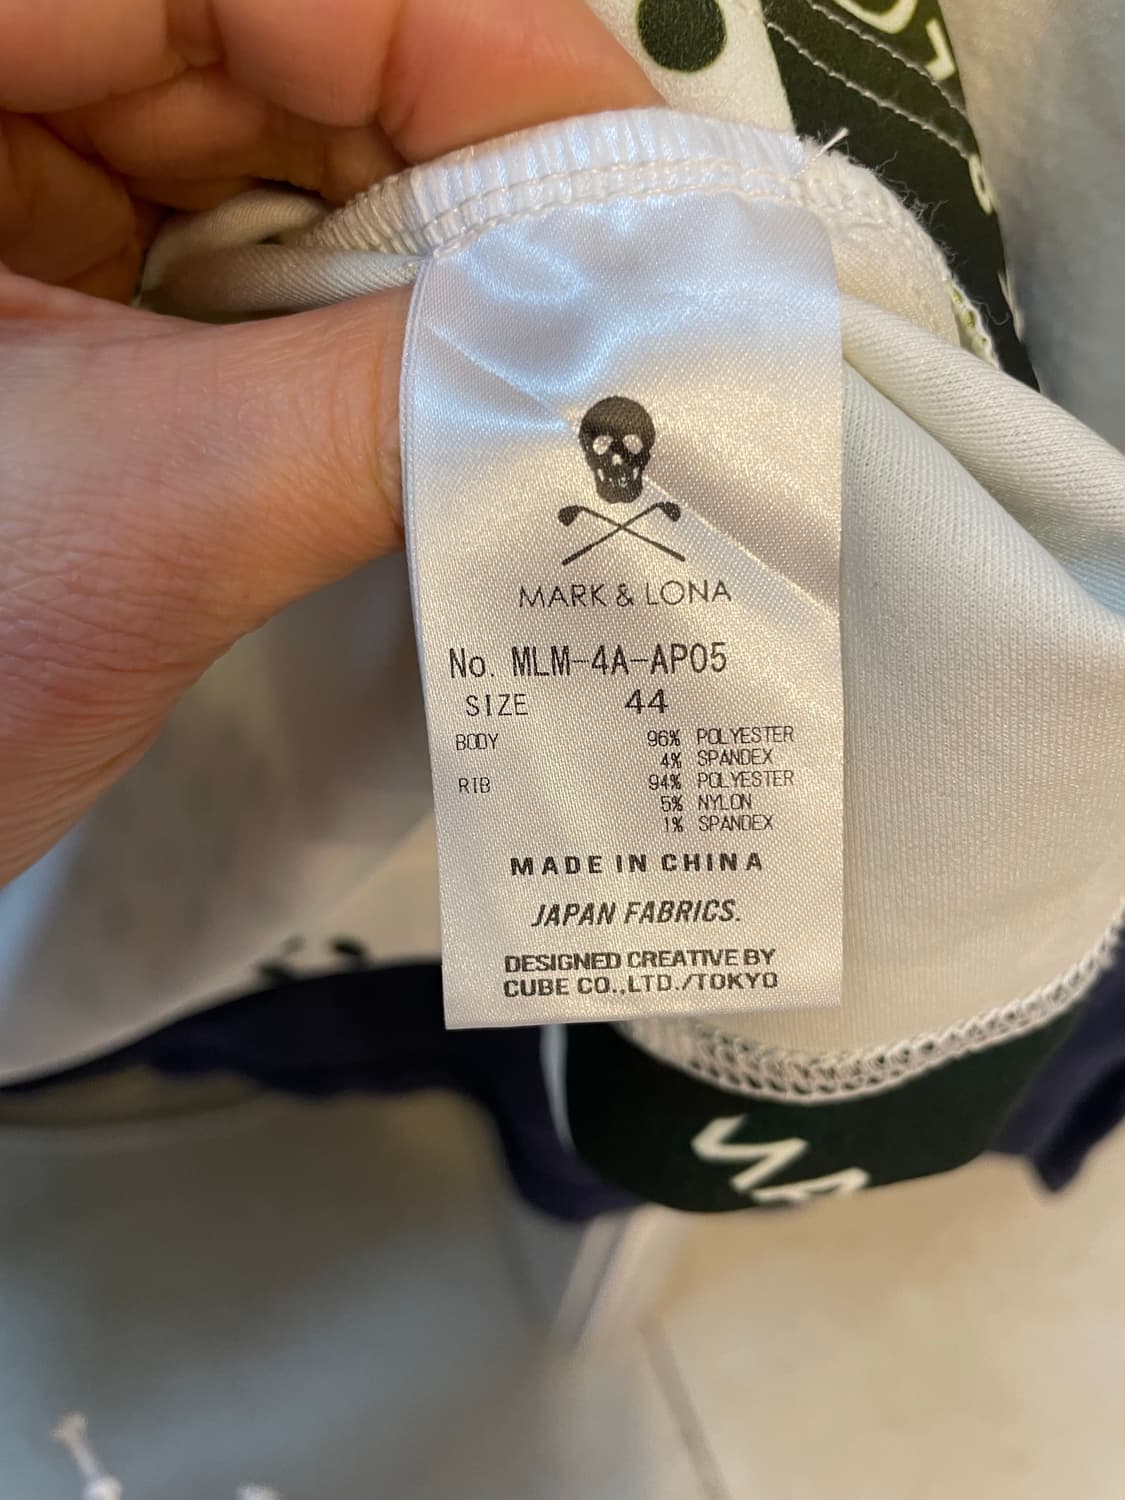 MARK & LONA
No. MLM-4A-AP05
SIZE 44
BODY 96% POLYESTER
4% SPANDEX
RIB 94% POLYESTER
5% NYLON
1% SPANDEX
MADE IN CHINA
JAPAN FABRICS.
DESIGNED CREATIVE BY
CUBE CO.,LTD./TOKYO